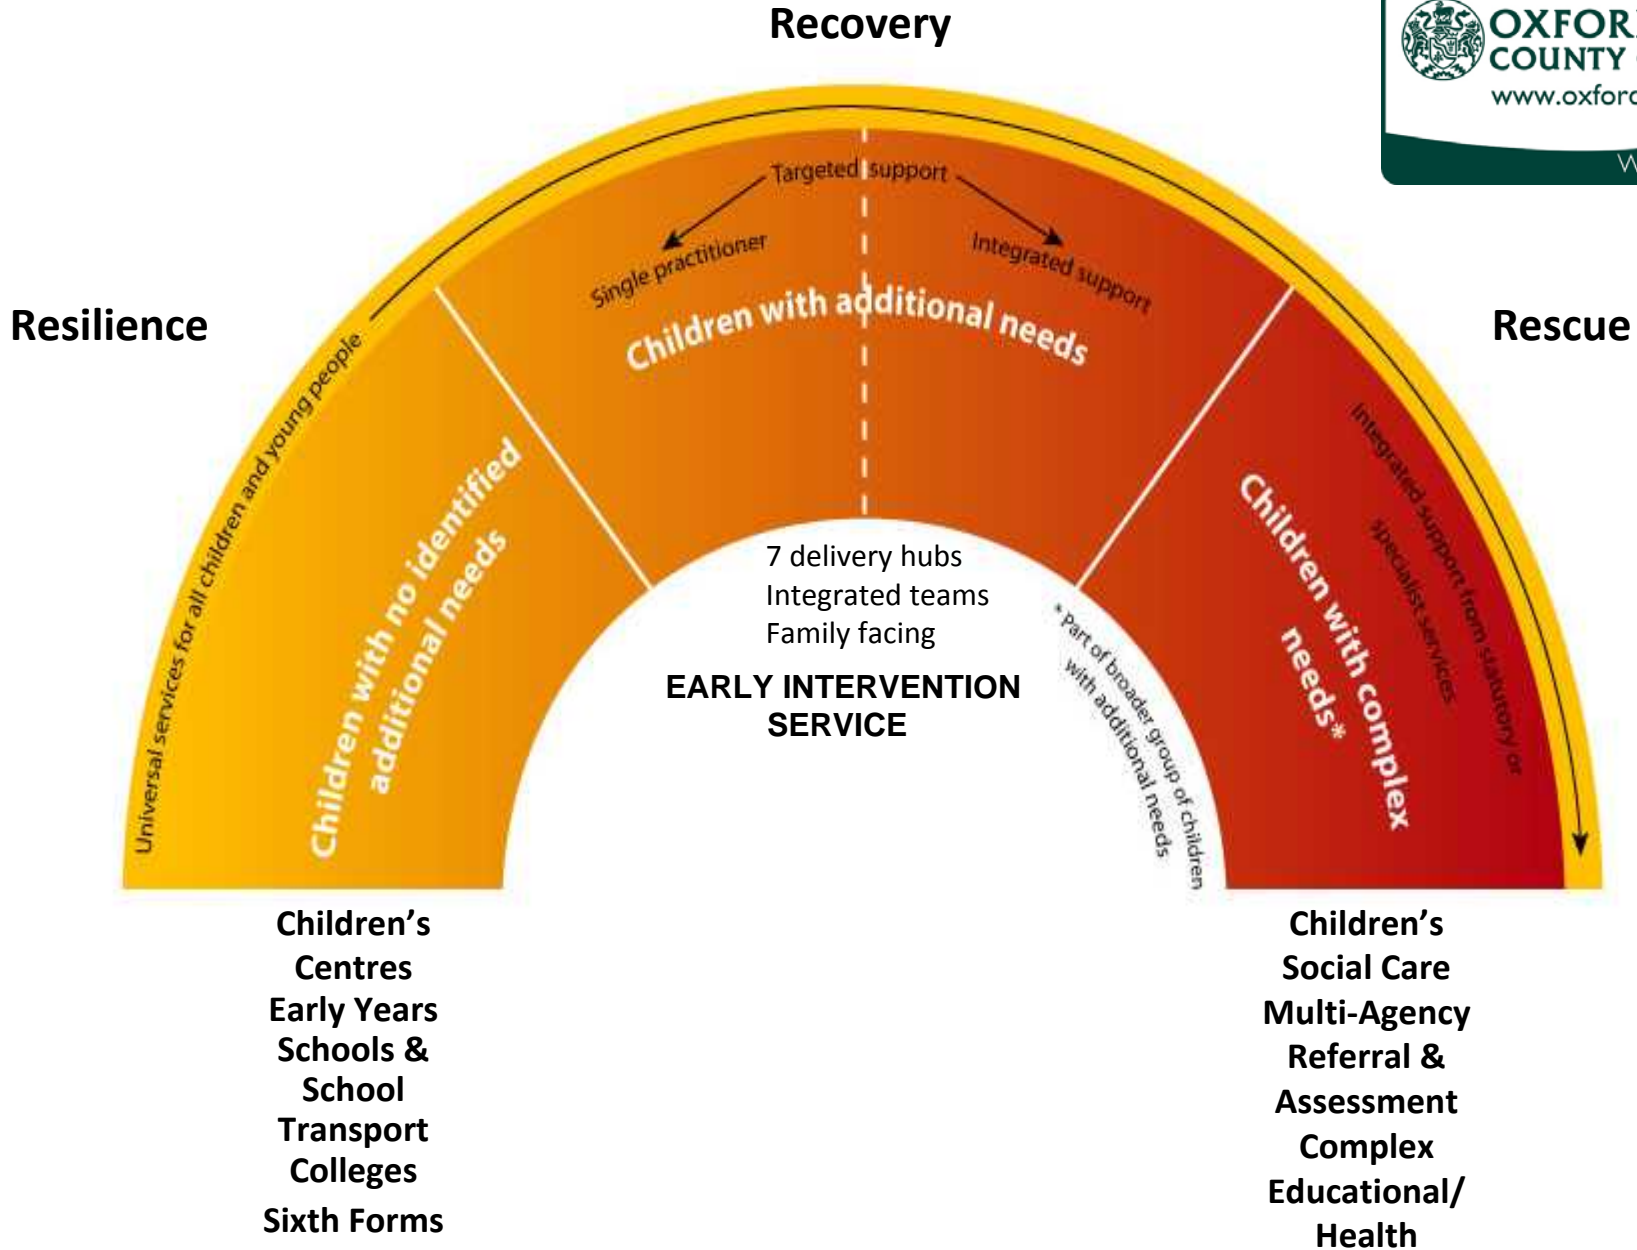 Recovery
OXFOR
COUNTY
www.oxford
W
Resilience
Rescue
Targeted support
Single practitioner
Integrated support
Children with additional needs
Universal services for all children and young people
Children with no identified
additional needs
Integrated support from statutory or
specialist services
Children with complex
needs*
7 delivery hubs
Integrated teams
Family facing
EARLY INTERVENTION
SERVICE
* Part of broader group of children
with additional needs
Children’s
Centres
Early Years
Schools &
School
Transport
Colleges
Sixth Forms
Children’s
Social Care
Multi-Agency
Referral &
Assessment
Complex
Educational/
Health